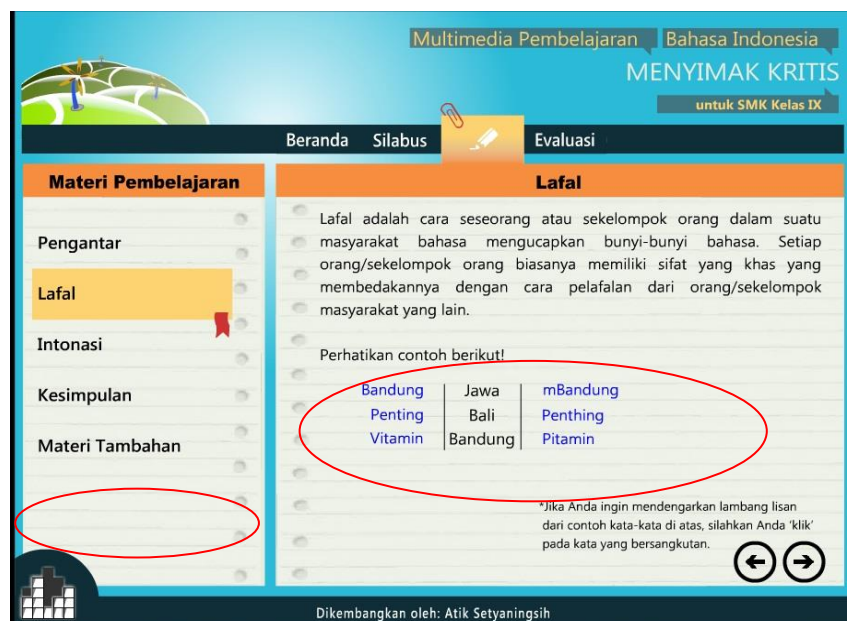 Multimedia Pembelajaran Bahasa Indonesia
MENYIMAK KRITIS
untuk SMK Kelas IX
Beranda Silabus Evaluasi
Materi Pembelajaran
Pengantar
Lafal
Intonasi
Kesimpulan
Materi Tambahan
Lafal
Lafal adalah cara seseorang atau sekelompok orang dalam suatu
masyarakat bahasa mengucapkan bunyi-bunyi bahasa. Setiap
orang/sekelompok orang biasanya memiliki sifat yang khas yang
membedakannya dengan cara pelafalan dari orang/sekelompok
masyarakat yang lain.
Perhatikan contoh berikut!
Bandung Jawa mBandung
Penting Bali Penthing
Vitamin Bandung Pitamin
*Jika Anda ingin mendengarkan lambang lisan
dari contoh kata-kata di atas, silahkan Anda 'klik'
pada kata yang bersangkutan.
Dikembangkan oleh: Atik Setyaningsih